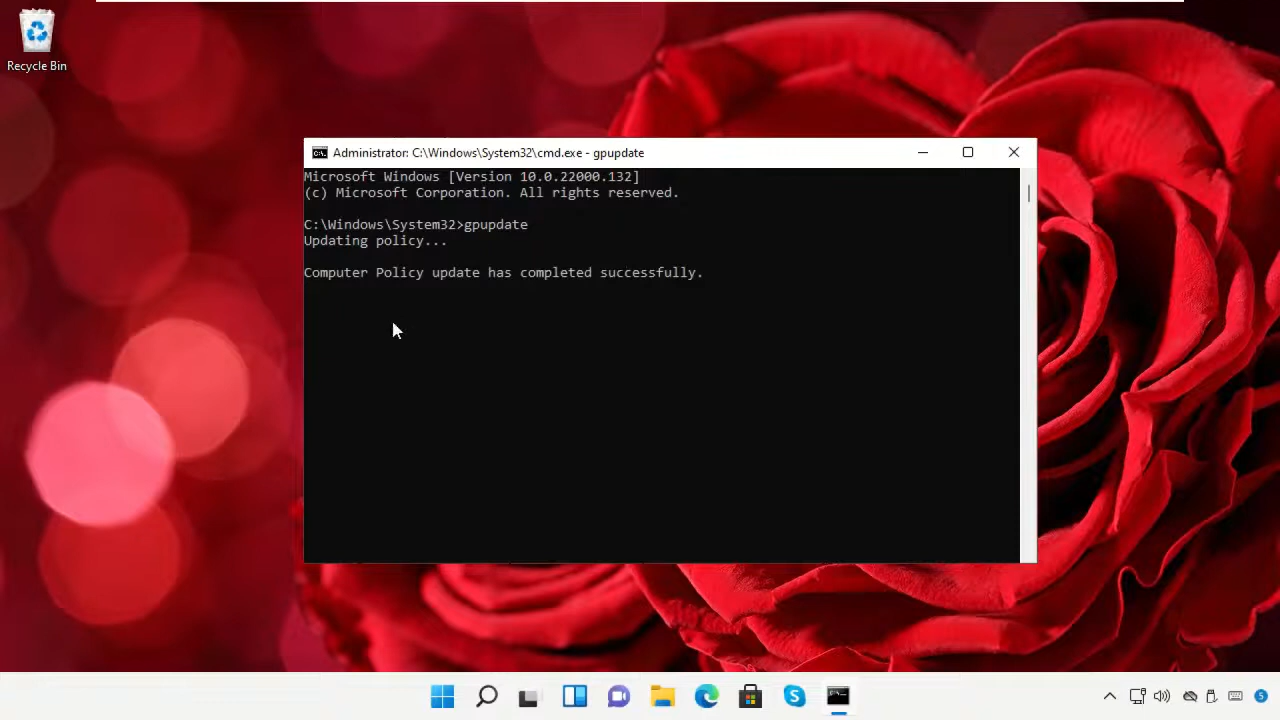 Recycle Bin
Administrator: C:\Windows\System32\cmd.exe - gpupdate
Microsoft Windows [Version 10.0.22000.132]
(c) Microsoft Corporation. All rights reserved.
C:\Windows\System32>gpupdate
Updating policy...
Computer Policy update has completed successfully.
5